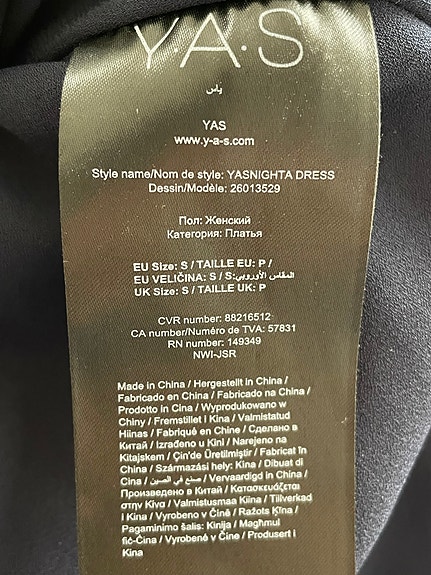 Y.A.S
ياس
YAS
www.y-a-s.com
Style name/Nom de style: YASNIGHTA DRESS
Dessin/Modèle: 26013529
Пол: Женский
Категория: Платья
EU Size: S / TAILLE EU: P /
EU VELIČINA: S / S:المقاس الأوروبي
UK Size: S / TAILLE UK: P
CVR number: 88216512
CA number/Numéro de TVA: 57831
RN number: 149349
NWI-JSR
Made in China / Hergestellt in China /
Fabricado en China / Fabricado na China /
Prodotto in Cina / Wyprodukowano w
Chiny / Fremstillet i Kina / Valmistatud
Hiinas / Fabriqué en Chine / Сделано в
Китай / Izrađeno u Kini / Narejeno na
Kitajskem / Çin'de Üretilmiştir / Fabricat în
China / Származási hely: Kína / Dibuat di
Cina / صنع في الصين / Vervaardigd in China /
Произведено в Китай / Κατασκευάζεται
στην Κίνα / Valmistusmaa Kiina / Tillverkad
i Kina / Vyrobeno v Číně / Ražots Ķīna /
Pagaminimo šalis: Kinija / Magħmul
fiċ-Ċina / Vyrobené v Číne / Produsert i
Kina